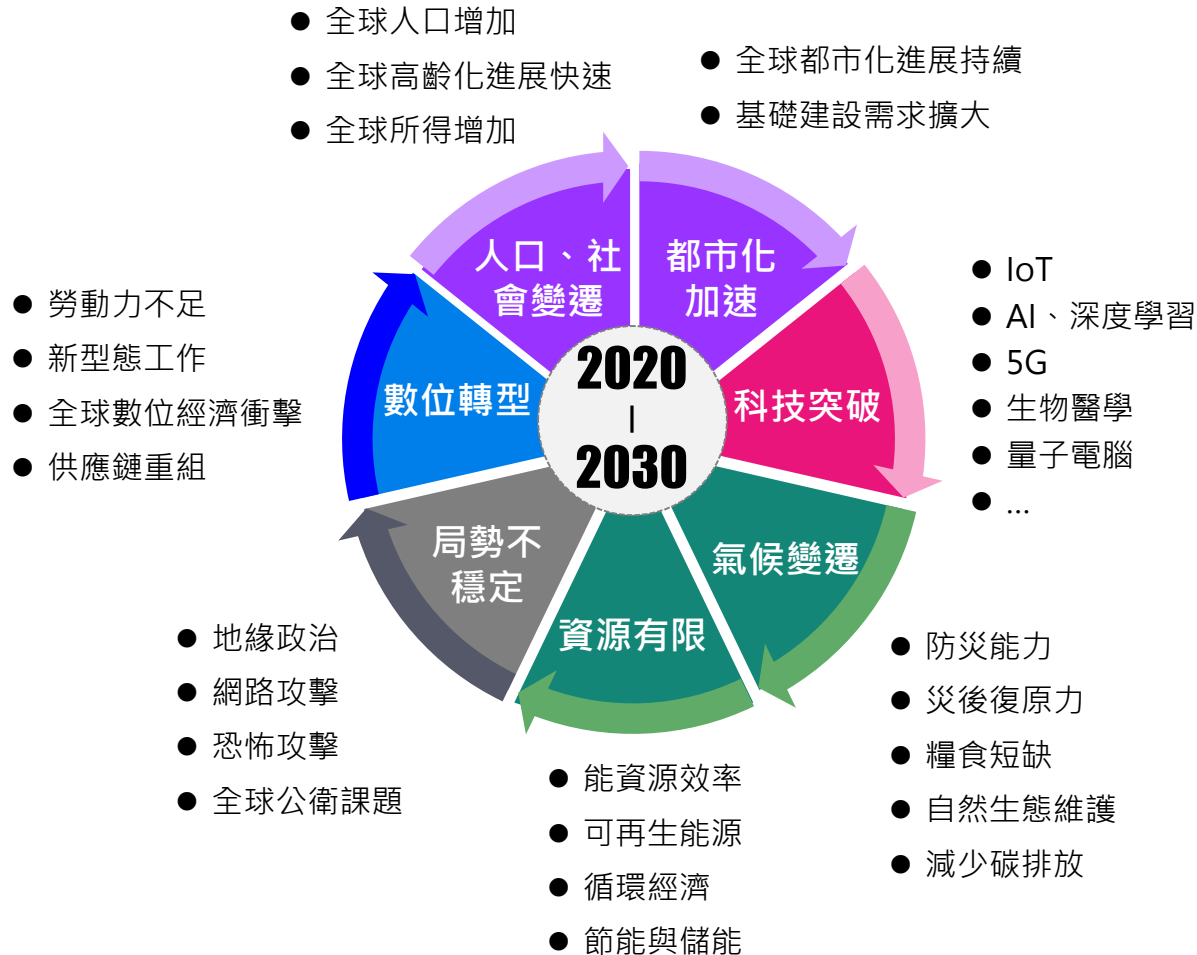 全球人口增加
全球高齡化進展快速
全球所得增加
全球都市化進展持續
基礎建設需求擴大
人口、社
會變遷
都市化
加速
IoT
AI、深度學習
5G
生物醫學
量子電腦
...
勞動力不足
新型態工作
全球數位經濟衝擊
供應鏈重組
數位轉型
2020
–
2030
科技突破
局勢不
穩定
氣候變遷
資源有限
地緣政治
網路攻擊
恐怖攻擊
全球公衛課題
防災能力
災後復原力
糧食短缺
自然生態維護
減少碳排放
能資源效率
可再生能源
循環經濟
節能與儲能